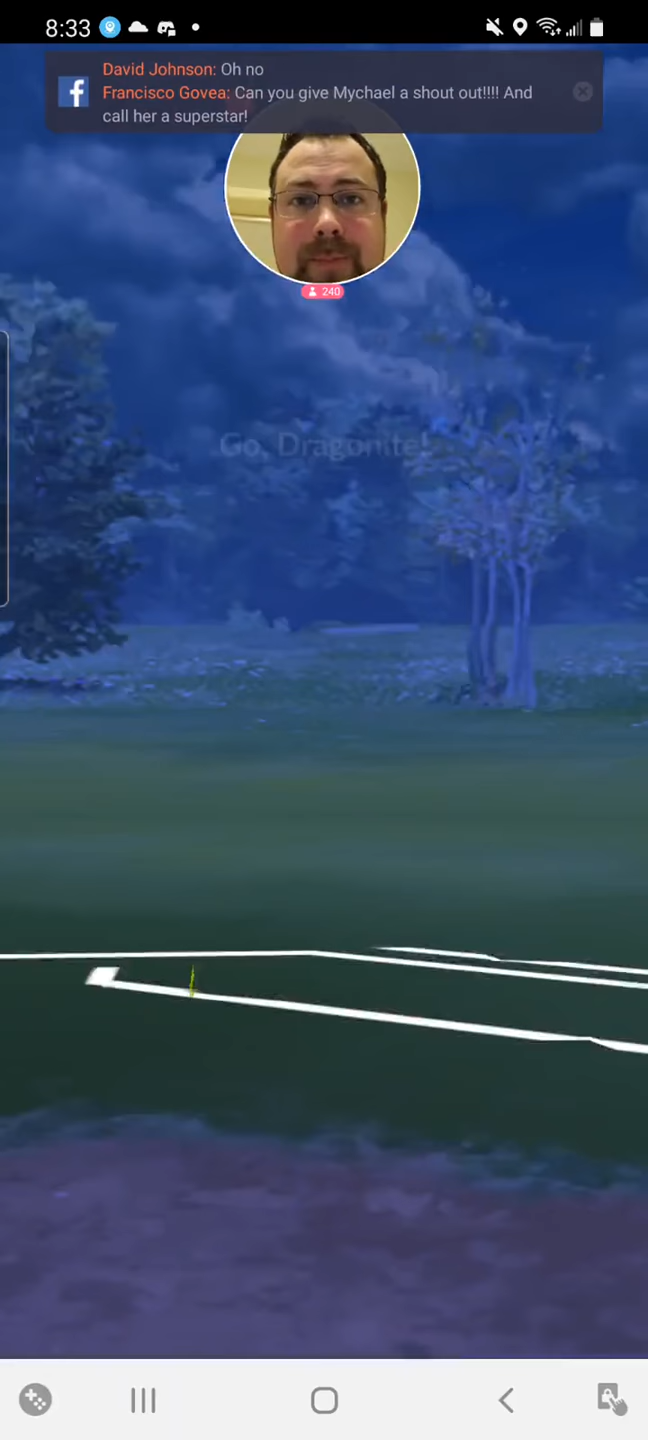 8:33
David Johnson: Oh no
Francisco Govea: Can you give Mychael a shout out!!!! And
call her a superstar!
240
Go, Dragonite!